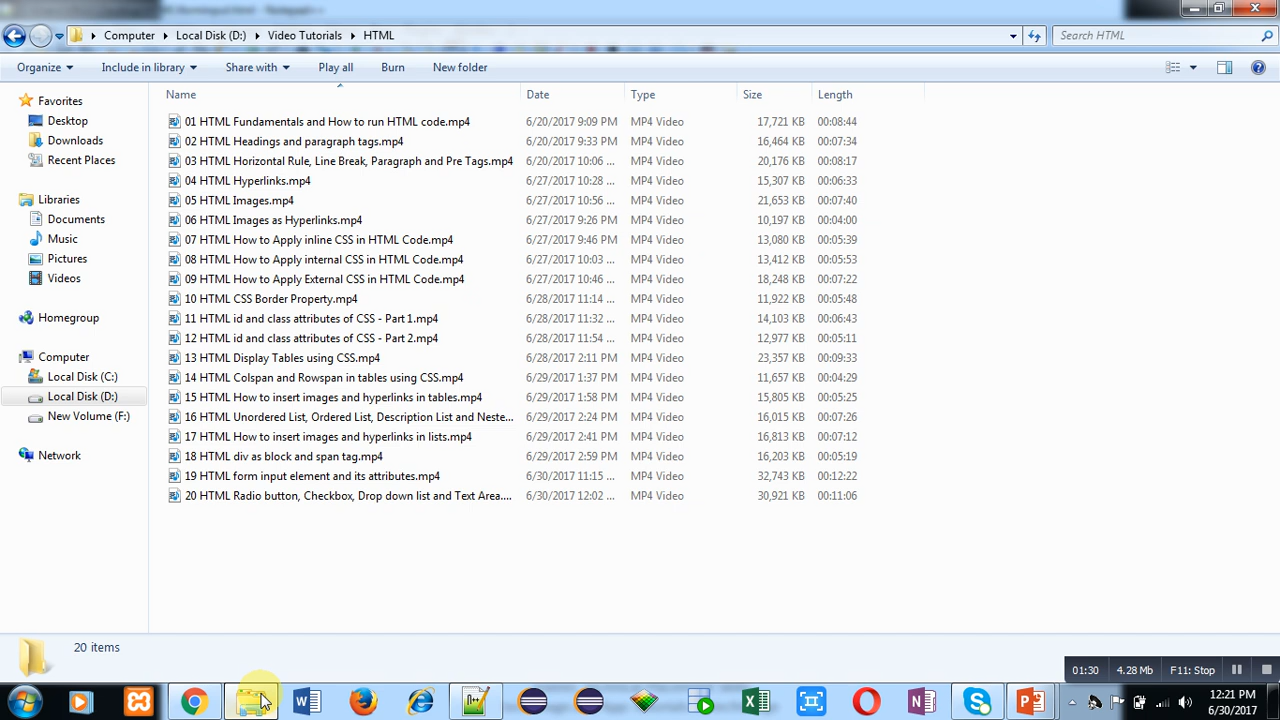 Computer Local Disk (D:) Video Tutorials HTML Search HTML
Organize Include in library Share with Play all Burn New folder
Name Date Type Size Length
Favorites
Desktop
Downloads
Recent Places
Libraries
Documents
Music
Pictures
Videos
Homegroup
Computer
Local Disk (C:)
Local Disk (D:)
New Volume (F:)
Network
01 HTML Fundamentals and How to run HTML code.mp4 6/20/2017 9:09 PM MP4 Video 17,721 KB 00:08:44
02 HTML Headings and paragraph tags.mp4 6/20/2017 9:33 PM MP4 Video 16,464 KB 00:07:34
03 HTML Horizontal Rule, Line Break, Paragraph and Pre Tags.mp4 6/20/2017 10:06 ... MP4 Video 20,176 KB 00:08:17
04 HTML Hyperlinks.mp4 6/27/2017 10:28 ... MP4 Video 15,307 KB 00:06:33
05 HTML Images.mp4 6/27/2017 10:56 ... MP4 Video 21,653 KB 00:07:40
06 HTML Images as Hyperlinks.mp4 6/27/2017 9:26 PM MP4 Video 10,197 KB 00:04:00
07 HTML How to Apply inline CSS in HTML Code.mp4 6/27/2017 9:46 PM MP4 Video 13,080 KB 00:05:39
08 HTML How to Apply internal CSS in HTML Code.mp4 6/27/2017 10:03 ... MP4 Video 13,412 KB 00:05:53
09 HTML How to Apply External CSS in HTML Code.mp4 6/27/2017 10:46 ... MP4 Video 18,248 KB 00:07:22
10 HTML CSS Border Property.mp4 6/28/2017 11:14 ... MP4 Video 11,922 KB 00:05:48
11 HTML id and class attributes of CSS - Part 1.mp4 6/28/2017 11:32 ... MP4 Video 14,103 KB 00:06:43
12 HTML id and class attributes of CSS - Part 2.mp4 6/28/2017 11:54 ... MP4 Video 12,977 KB 00:05:11
13 HTML Display Tables using CSS.mp4 6/28/2017 2:11 PM MP4 Video 23,357 KB 00:09:33
14 HTML Colspan and Rowspan in tables using CSS.mp4 6/29/2017 1:37 PM MP4 Video 11,657 KB 00:04:29
15 HTML How to insert images and hyperlinks in tables.mp4 6/29/2017 1:58 PM MP4 Video 15,805 KB 00:05:25
16 HTML Unordered List, Ordered List, Description List and Neste... 6/29/2017 2:24 PM MP4 Video 16,015 KB 00:07:26
17 HTML How to insert images and hyperlinks in lists.mp4 6/29/2017 2:41 PM MP4 Video 16,813 KB 00:07:12
18 HTML div as block and span tag.mp4 6/29/2017 2:59 PM MP4 Video 16,203 KB 00:05:19
19 HTML form input element and its attributes.mp4 6/30/2017 11:15 ... MP4 Video 32,743 KB 00:12:22
20 HTML Radio button, Checkbox, Drop down list and Text Area.... 6/30/2017 12:02 ... MP4 Video 30,921 KB 00:11:06
20 items
01:30 4.28 Mb F11: Stop
12:21 PM
6/30/2017